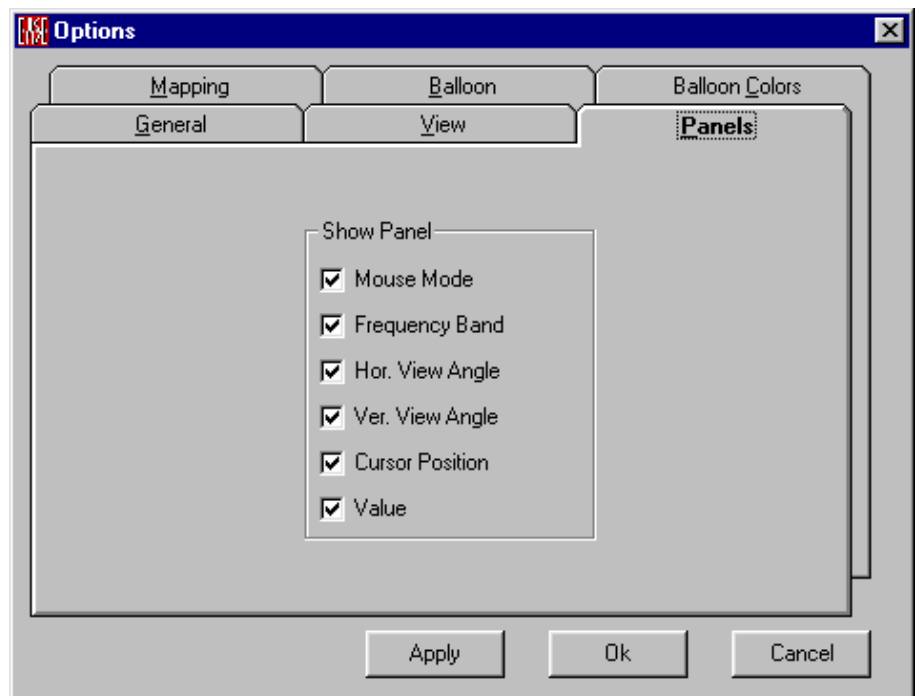 EASE Options
Mapping Balloon Balloon Colors
General View Panels
Show Panel
Mouse Mode
Frequency Band
Hor. View Angle
Ver. View Angle
Cursor Position
Value
Apply Ok Cancel